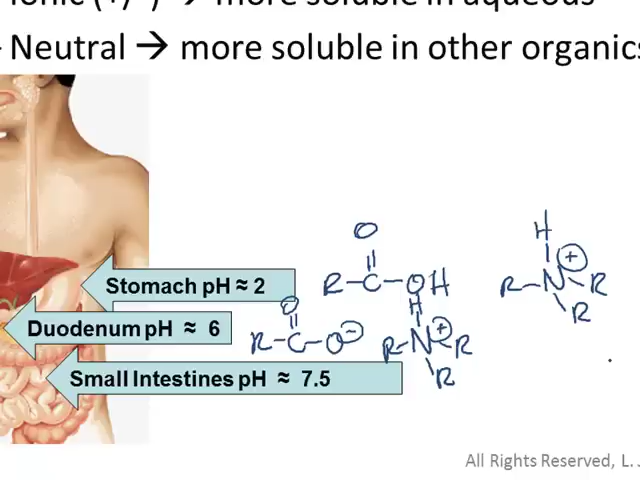 Ionic (+/-) → more soluble in aqueous
- Neutral → more soluble in other organics
H
O
Stomach pH ≈ 2
R-C-OH
R-N⊕-R
R
O
H
Duodenum pH ≈ 6
R-C-O⊖
R-N⊕-R
R
Small Intestines pH ≈ 7.5
All Rights Reserved, L.